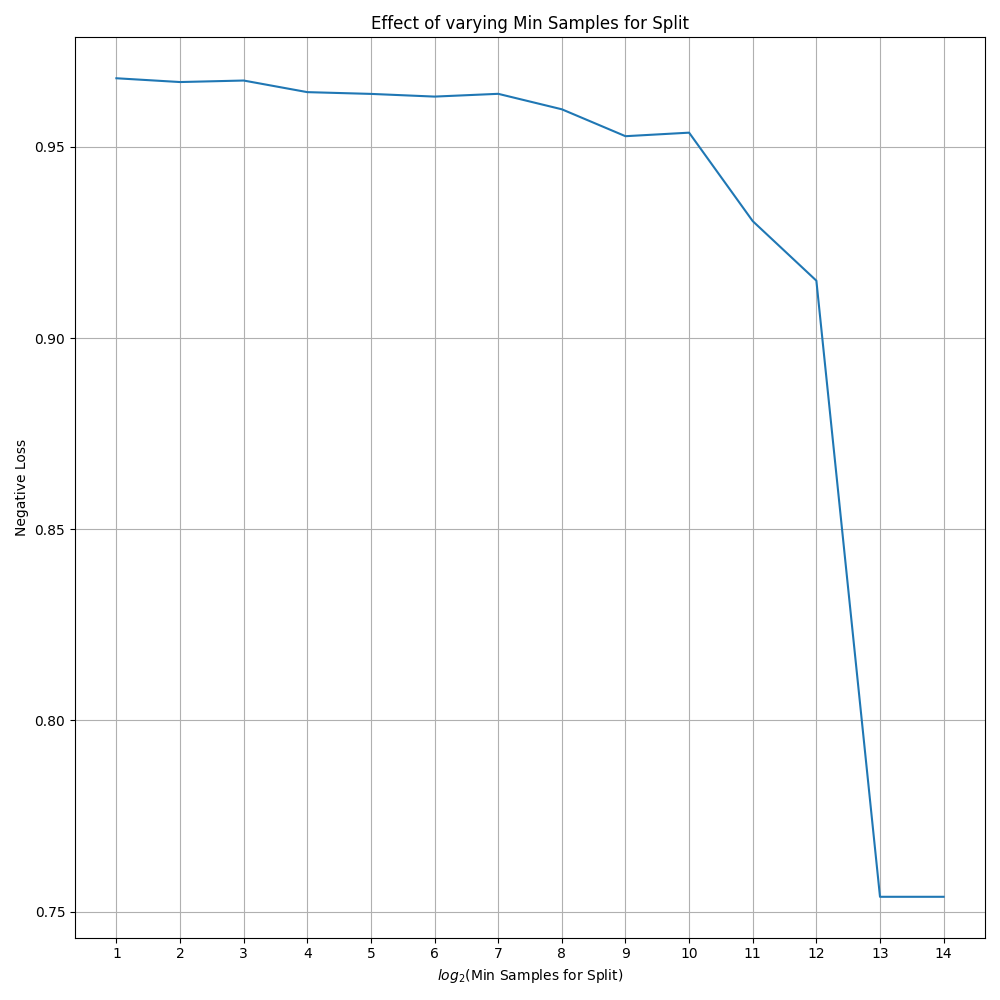 Effect of varying Min Samples for Split
Negative Loss
0.95
0.90
0.85
0.80
0.75
1 2 3 4 5 6 7 8 9 10 11 12 13 14
log₂(Min Samples for Split)